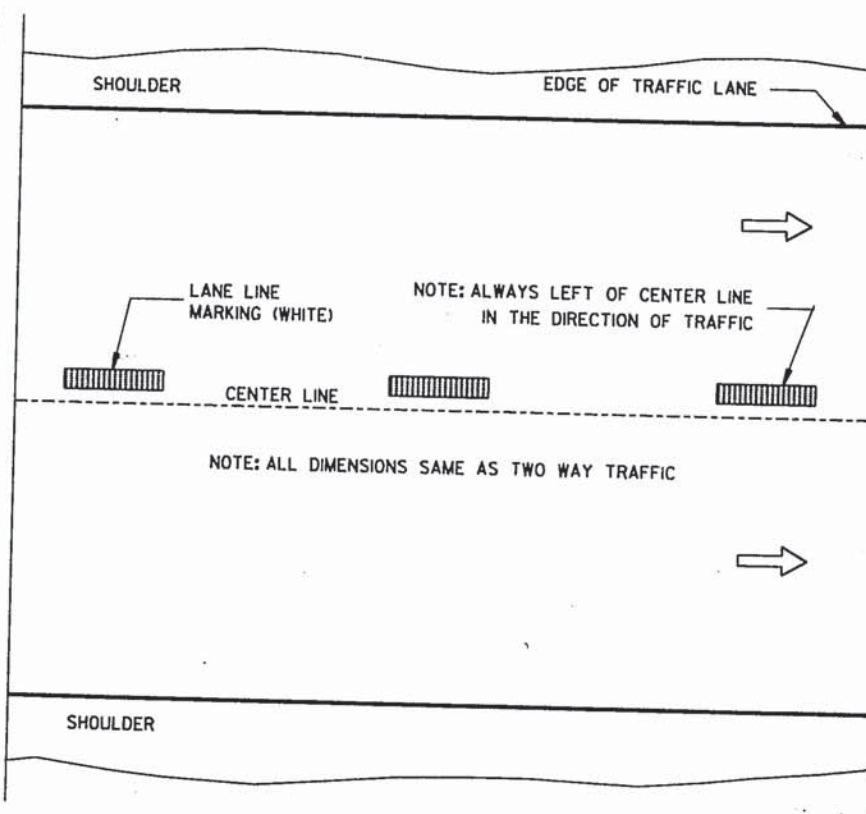 SHOULDER
EDGE OF TRAFFIC LANE
LANE LINE
MARKING (WHITE)
NOTE: ALWAYS LEFT OF CENTER LINE
IN THE DIRECTION OF TRAFFIC
CENTER LINE
NOTE: ALL DIMENSIONS SAME AS TWO WAY TRAFFIC
SHOULDER